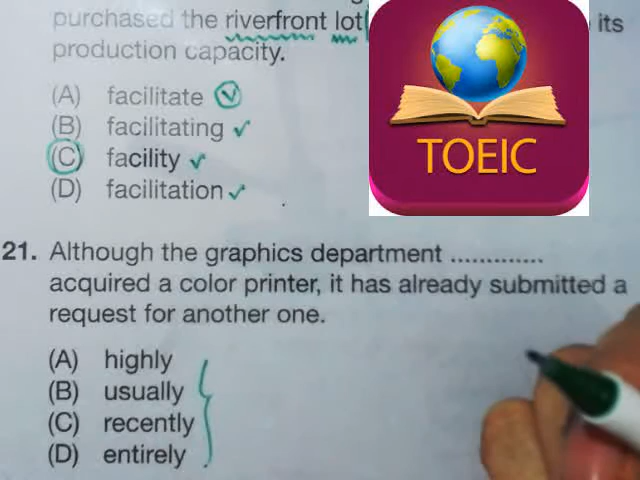 purchased the riverfront lot
its
production capacity.
(A) facilitate
(B) facilitating
(C) facility
(D) facilitation
TOEIC
21. Although the graphics department .............
acquired a color printer, it has already submitted a
request for another one.
(A) highly
(B) usually
(C) recently
(D) entirely